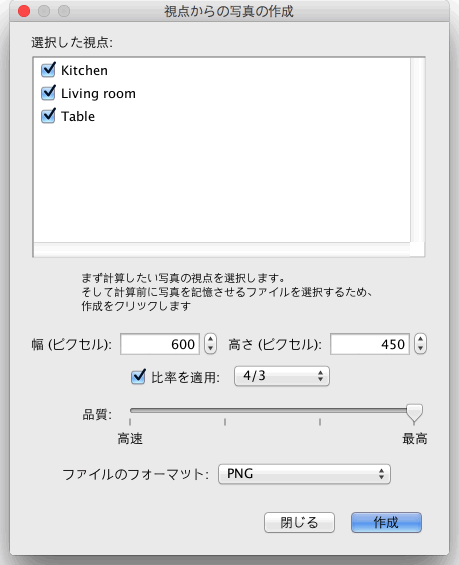 視点からの写真の作成
選択した視点:
Kitchen
Living room
Table
まず計算したい写真の視点を選択します。
そして計算前に写真を記憶させるファイルを選択するため、
作成をクリックします
幅 (ピクセル): 600 高さ (ピクセル): 450
比率を適用: 4/3
品質:
高速 最高
ファイルのフォーマット: PNG
閉じる 作成